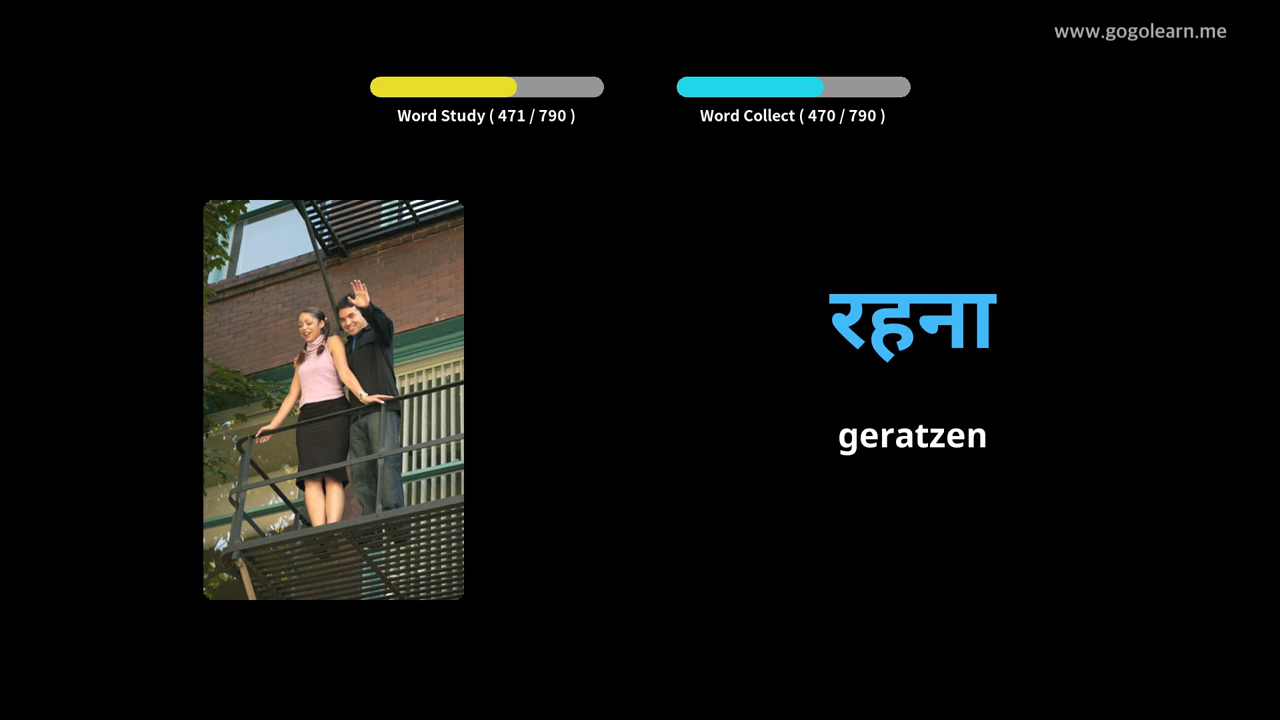 www.gogolearn.me
Word Study ( 471 / 790 )
Word Collect ( 470 / 790 )
रहना
geratzen